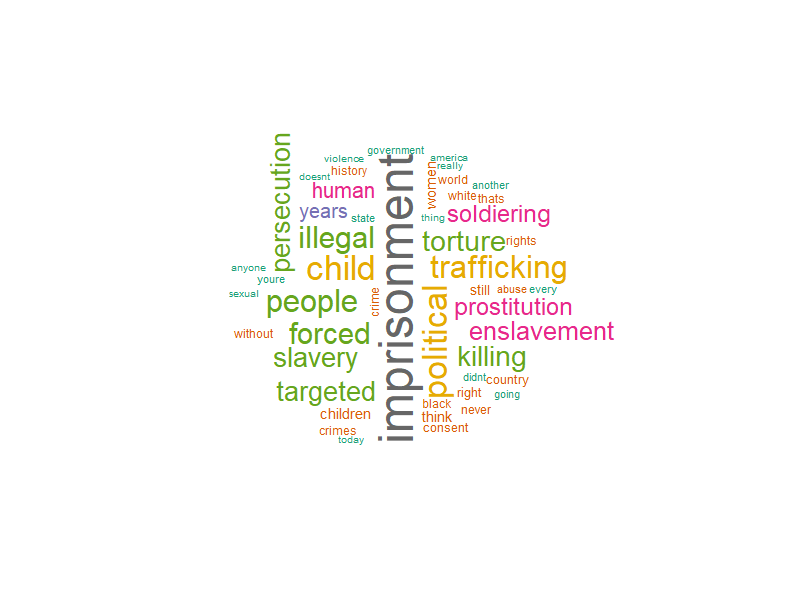 government
america
violence
really
history
persecution
imprisonment
women
world
doesnt
another
human
white
thats
years
state
thing
soldiering
illegal
torture
rights
child
trafficking
anyone
youre
still
abuse
every
sexual
people
crime
political
prostitution
without
forced
enslavement
slavery
killing
didnt
country
targeted
right
going
black
never
children
think
crimes
consent
today